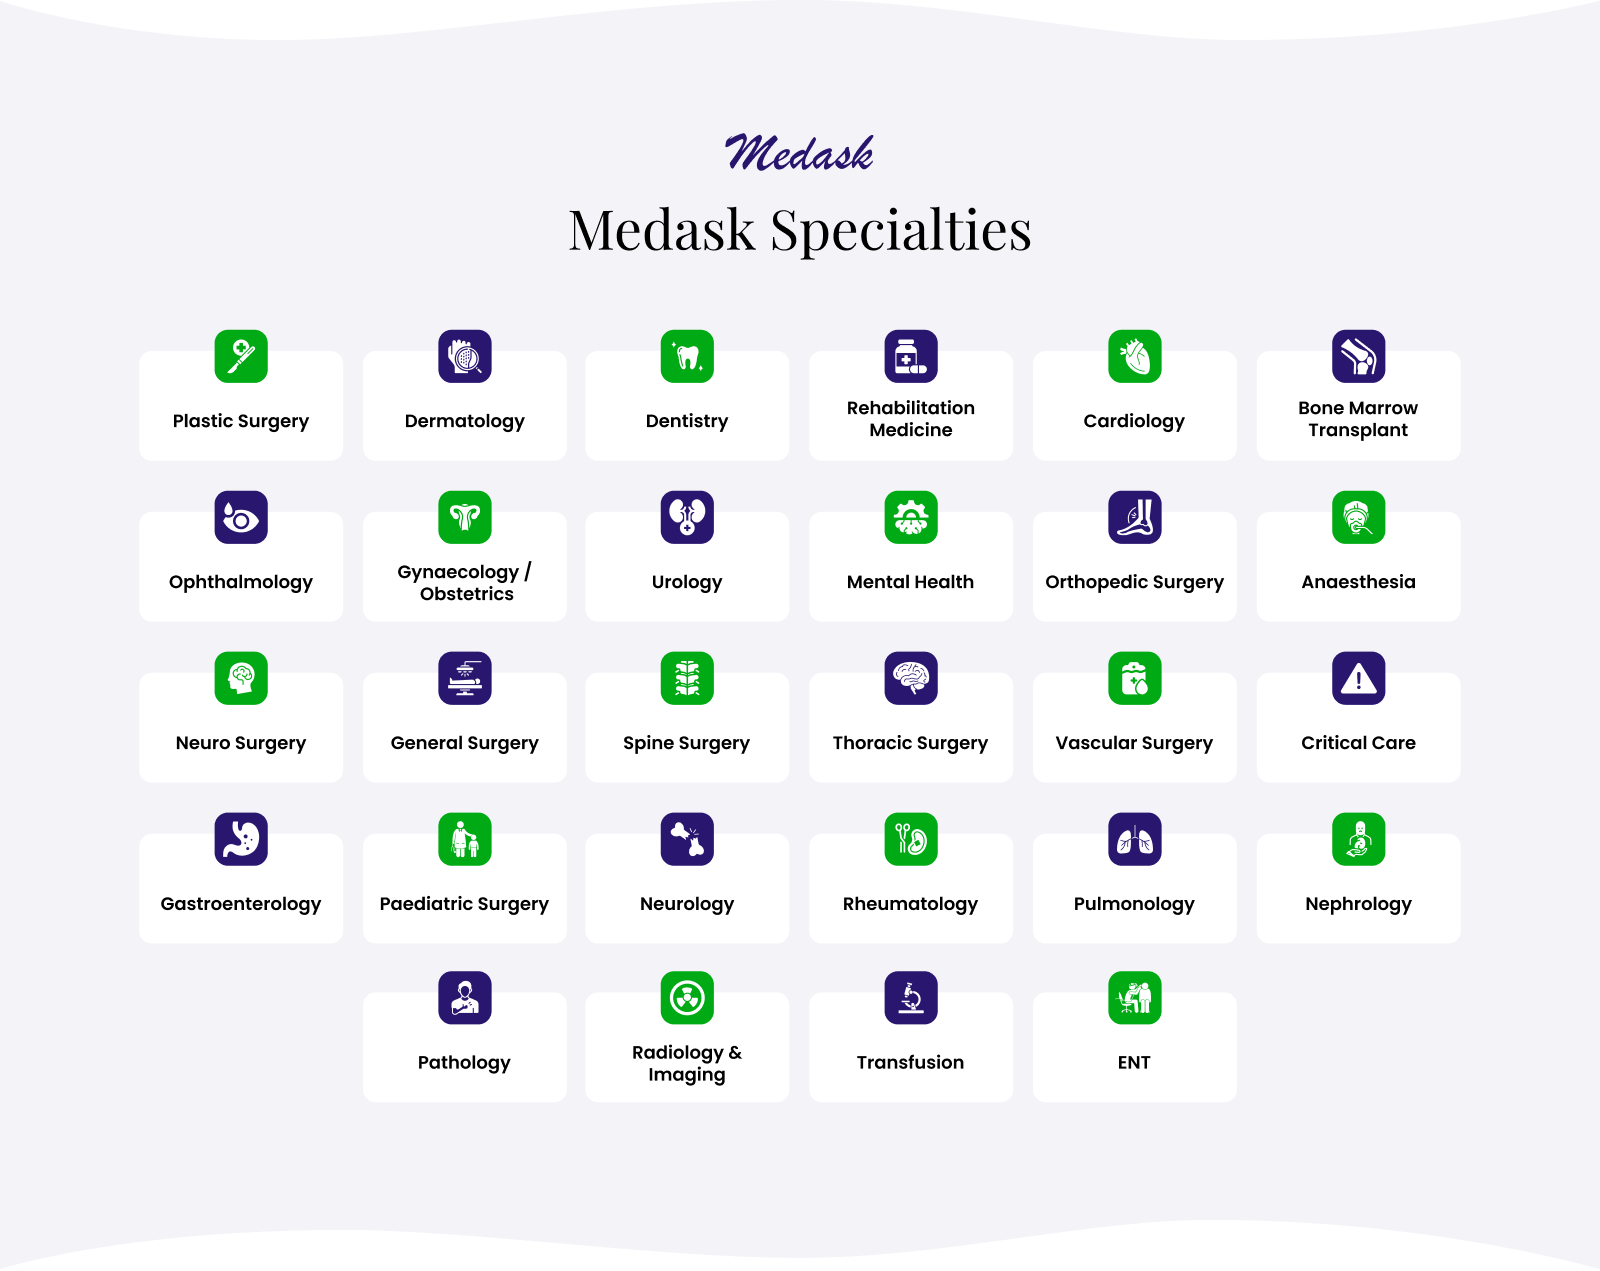 Medask
Medask Specialties
Plastic Surgery
Dermatology
Dentistry
Rehabilitation
Medicine
Cardiology
Bone Marrow
Transplant
Ophthalmology
Gynaecology /
Obstetrics
Urology
Mental Health
Orthopedic Surgery
Anaesthesia
Neuro Surgery
General Surgery
Spine Surgery
Thoracic Surgery
Vascular Surgery
Critical Care
Gastroenterology
Paediatric Surgery
Neurology
Rheumatology
Pulmonology
Nephrology
Pathology
Radiology &
Imaging
Transfusion
ENT